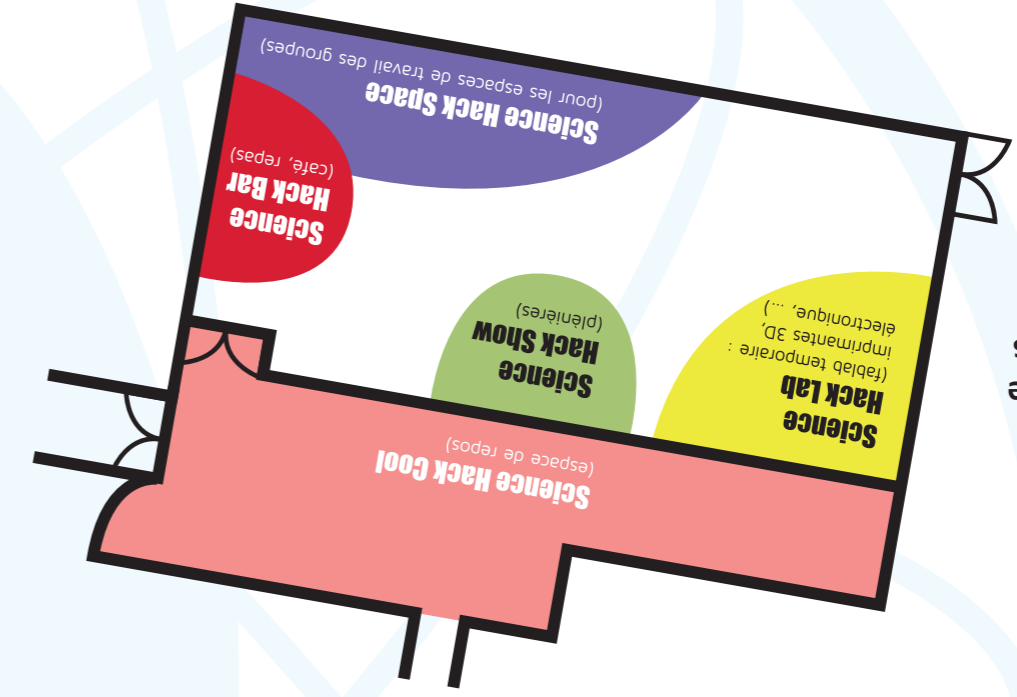 Science
Hack Lab
(fablab temporaire :
imprimantes 3D,
électronique, ...)
Science
Hack Show
(plénières)
Science Hack Cool
(espace de repos)
Science
Hack Bar
(café, repas)
Science Hack Space
(pour les espaces de travail des groupes)